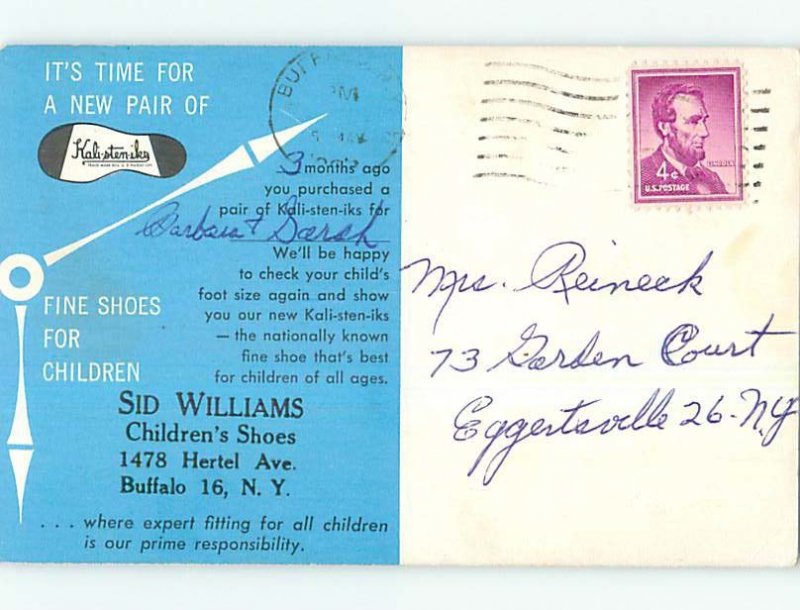 IT'S TIME FOR
A NEW PAIR OF
Kali-sten-iks
3 months ago
you purchased a
pair of Kali-sten-iks for
Barbara + Sarah
We'll be happy
to check your child's
foot size again and show
you our new Kali-sten-iks
— the nationally known
fine shoe that's best
for children of all ages.
FINE SHOES
FOR
CHILDREN
SID WILLIAMS
Children's Shoes
1478 Hertel Ave.
Buffalo 16, N. Y.
. . . where expert fitting for all children
is our prime responsibility.
PM
4¢
LINCOLN
U.S. POSTAGE
Mrs. Reineck
73 Garden Court
Eggertsville 26-N.Y.